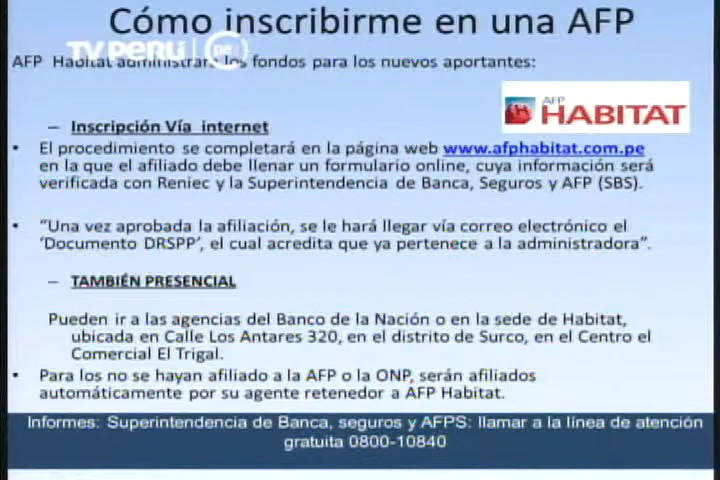 Cómo inscribirme en una AFP
TV PERÚ
AFP Habitat administrará los fondos para los nuevos aportantes:
AFP
HABITAT
– Inscripción Vía internet
• El procedimiento se completará en la página web www.afphabitat.com.pe
en la que el afiliado debe llenar un formulario online, cuya información será
verificada con Reniec y la Superintendencia de Banca, Seguros y AFP (SBS).
• “Una vez aprobada la afiliación, se le hará llegar vía correo electrónico el
‘Documento DRSPP’, el cual acredita que ya pertenece a la administradora”.
– TAMBIÉN PRESENCIAL
Pueden ir a las agencias del Banco de la Nación o en la sede de Habitat,
ubicada en Calle Los Antares 320, en el distrito de Surco, en el Centro el
Comercial El Trigal.
• Para los no se hayan afiliado a la AFP o la ONP, serán afiliados
automáticamente por su agente retenedor a AFP Habitat.
Informes: Superintendencia de Banca, seguros y AFPS: llamar a la línea de atención
gratuita 0800-10840